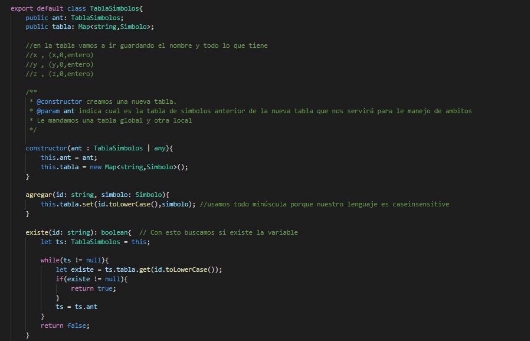 export default class TablaSimbolos{
public ant: TablaSimbolos;
public tabla: Map<string,Simbolo>;
//en la tabla vamos a ir guardando el nombre y todo lo que tiene
//x , (x,0,entero)
//y , (y,0,entero)
//z , (z,0,entero)
/**
* @constructor creamos una nueva tabla.
* @param ant indica cual es la tabla de simbolos anterior de la nueva tabla que nos servirá para le manejo de ambitos
* Le mandamos una tabla global y otra local
*/
constructor(ant : TablaSimbolos | any){
this.ant = ant;
this.tabla = new Map<string,Simbolo>();
}
agregar(id: string, simbolo: Simbolo){
this.tabla.set(id.toLowerCase(),simbolo); //usamos todo minúscula porque nuestro lenguaje es caseinsensitive
}
existe(id: string): boolean{ // Con esto buscamos si existe la variable
let ts: TablaSimbolos = this;
while(ts != null){
let existe = ts.tabla.get(id.toLowerCase());
if(existe != null){
return true;
}
ts = ts.ant
}
return false;
}